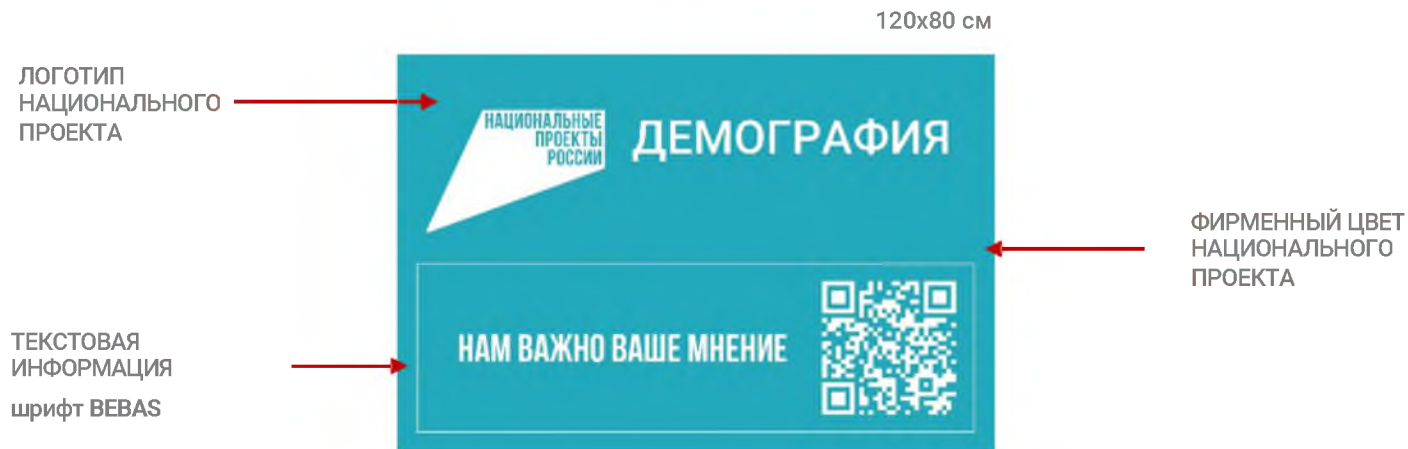 120x80 см
ЛОГОТИП
НАЦИОНАЛЬНОГО
ПРОЕКТА
НАЦИОНАЛЬНЫЕ
ПРОЕКТЫ
РОССИИ
ДЕМОГРАФИЯ
ФИРМЕННЫЙ ЦВЕТ
НАЦИОНАЛЬНОГО
ПРОЕКТА
ТЕКСТОВАЯ
ИНФОРМАЦИЯ
шрифт BEBAS
НАМ ВАЖНО ВАШЕ МНЕНИЕ